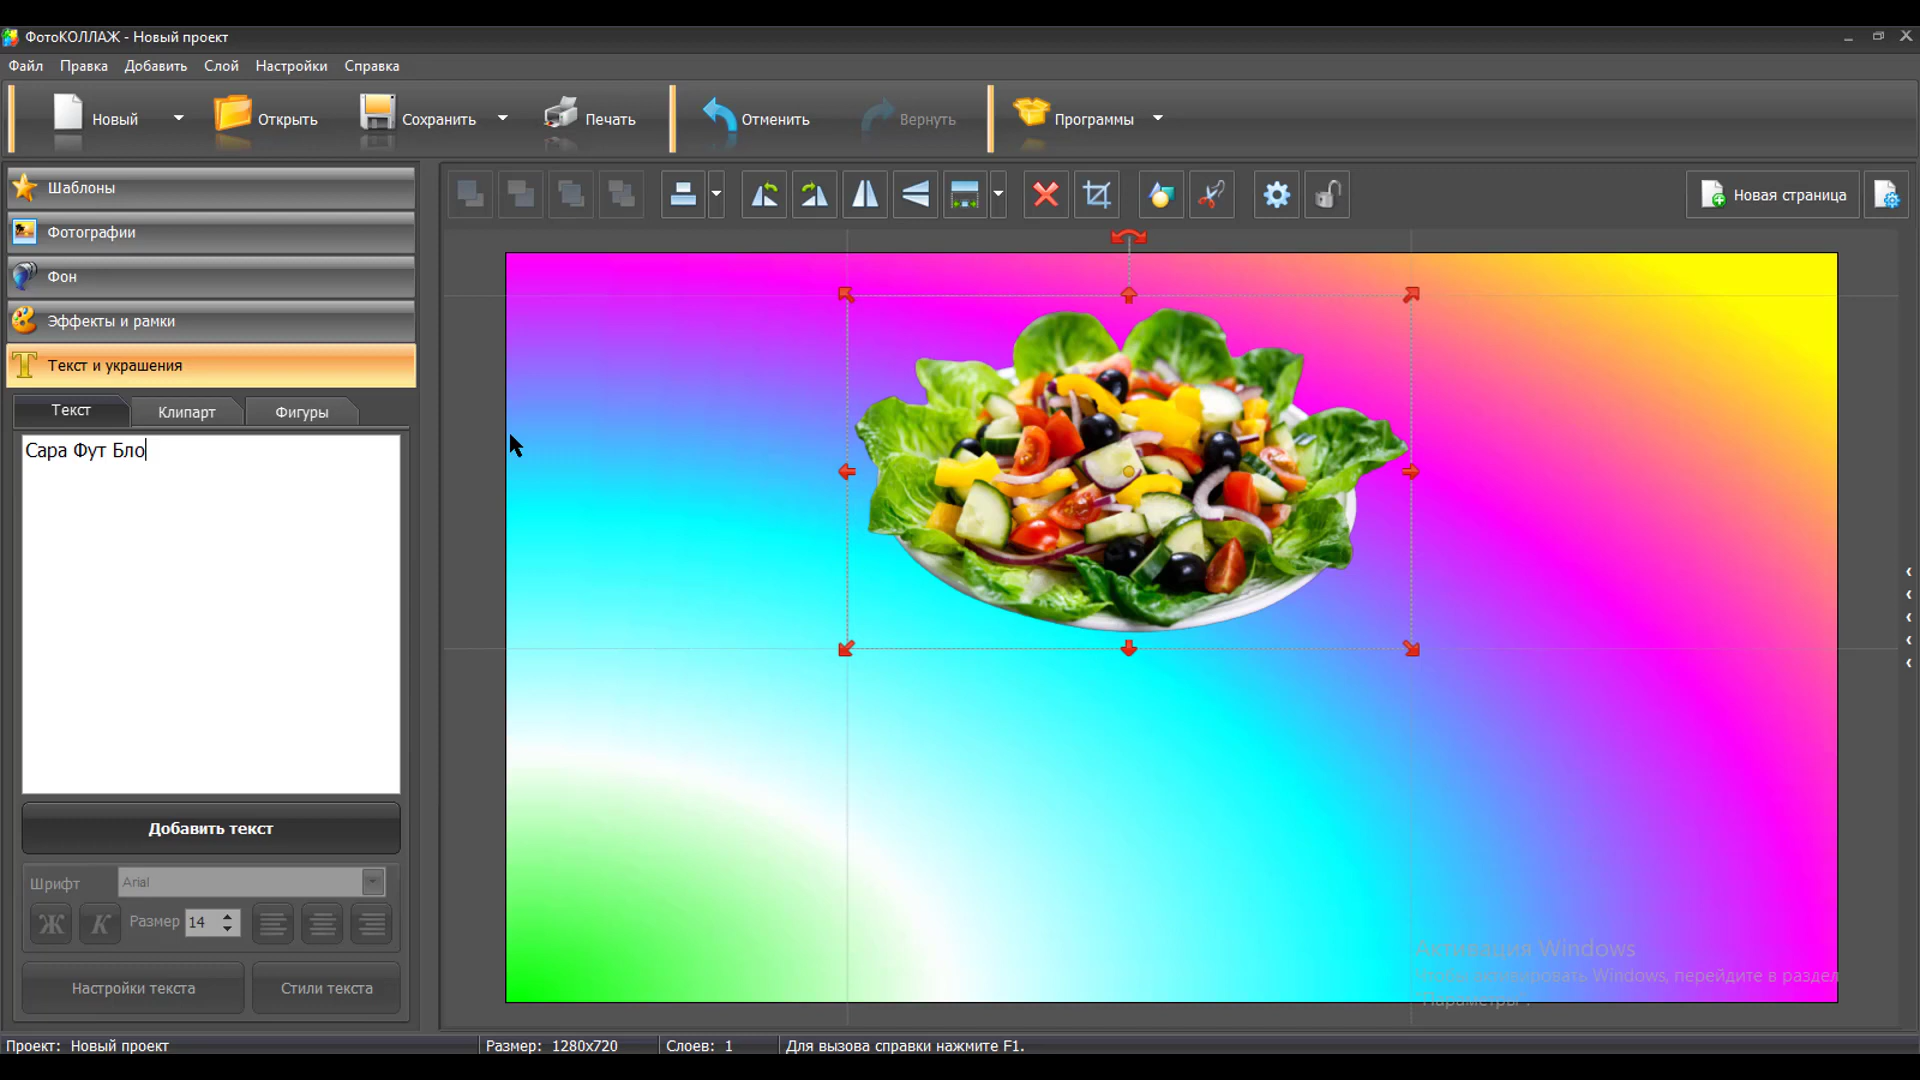 ФотоКОЛЛАЖ - Новый проект
Файл Правка Добавить Слой Настройки Справка
Новый Открыть Сохранить Печать Отменить Вернуть Программы
Шаблоны
Новая страница
Фотографии
Фон
Эффекты и рамки
Текст и украшения
Текст Клипарт Фигуры
Сара Фут Бло
Добавить текст
Шрифт Arial
Ж К Размер 14
Настройки текста Стили текста
Активация Windows
Чтобы активировать Windows, перейдите в раздел
"Параметры".
Проект: Новый проект Размер: 1280x720 Слоев: 1 Для вызова справки нажмите F1.